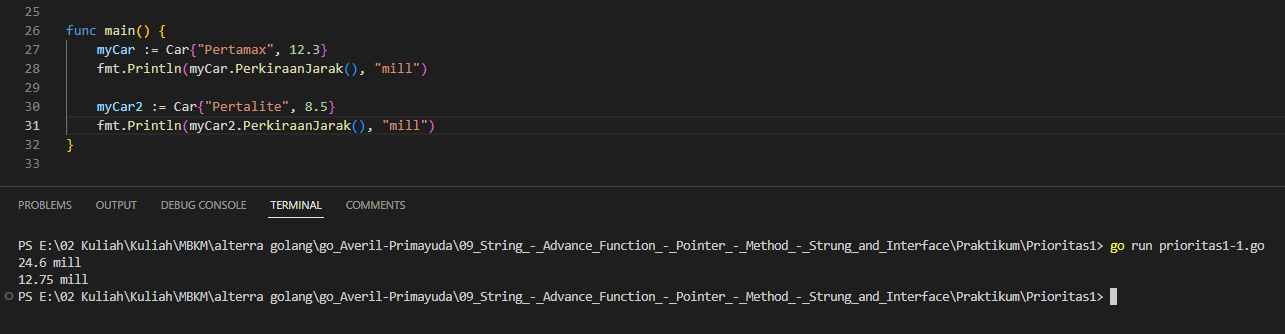 25
26 func main() {
27     myCar := Car{"Pertamax", 12.3}
28     fmt.Println(myCar.PerkiraanJarak(), "mill")
29
30     myCar2 := Car{"Pertalite", 8.5}
31     fmt.Println(myCar2.PerkiraanJarak(), "mill")
32 }
33
PROBLEMS OUTPUT DEBUG CONSOLE TERMINAL COMMENTS
PS E:\02 Kuliah\Kuliah\MBKM\alterra golang\go_Averil-Primayuda\09_String_-_Advance_Function_-_Pointer_-_Method_-_Strung_and_Interface\Praktikum\Prioritas1> go run prioritas1-1.go
24.6 mill
12.75 mill
PS E:\02 Kuliah\Kuliah\MBKM\alterra golang\go_Averil-Primayuda\09_String_-_Advance_Function_-_Pointer_-_Method_-_Strung_and_Interface\Praktikum\Prioritas1>